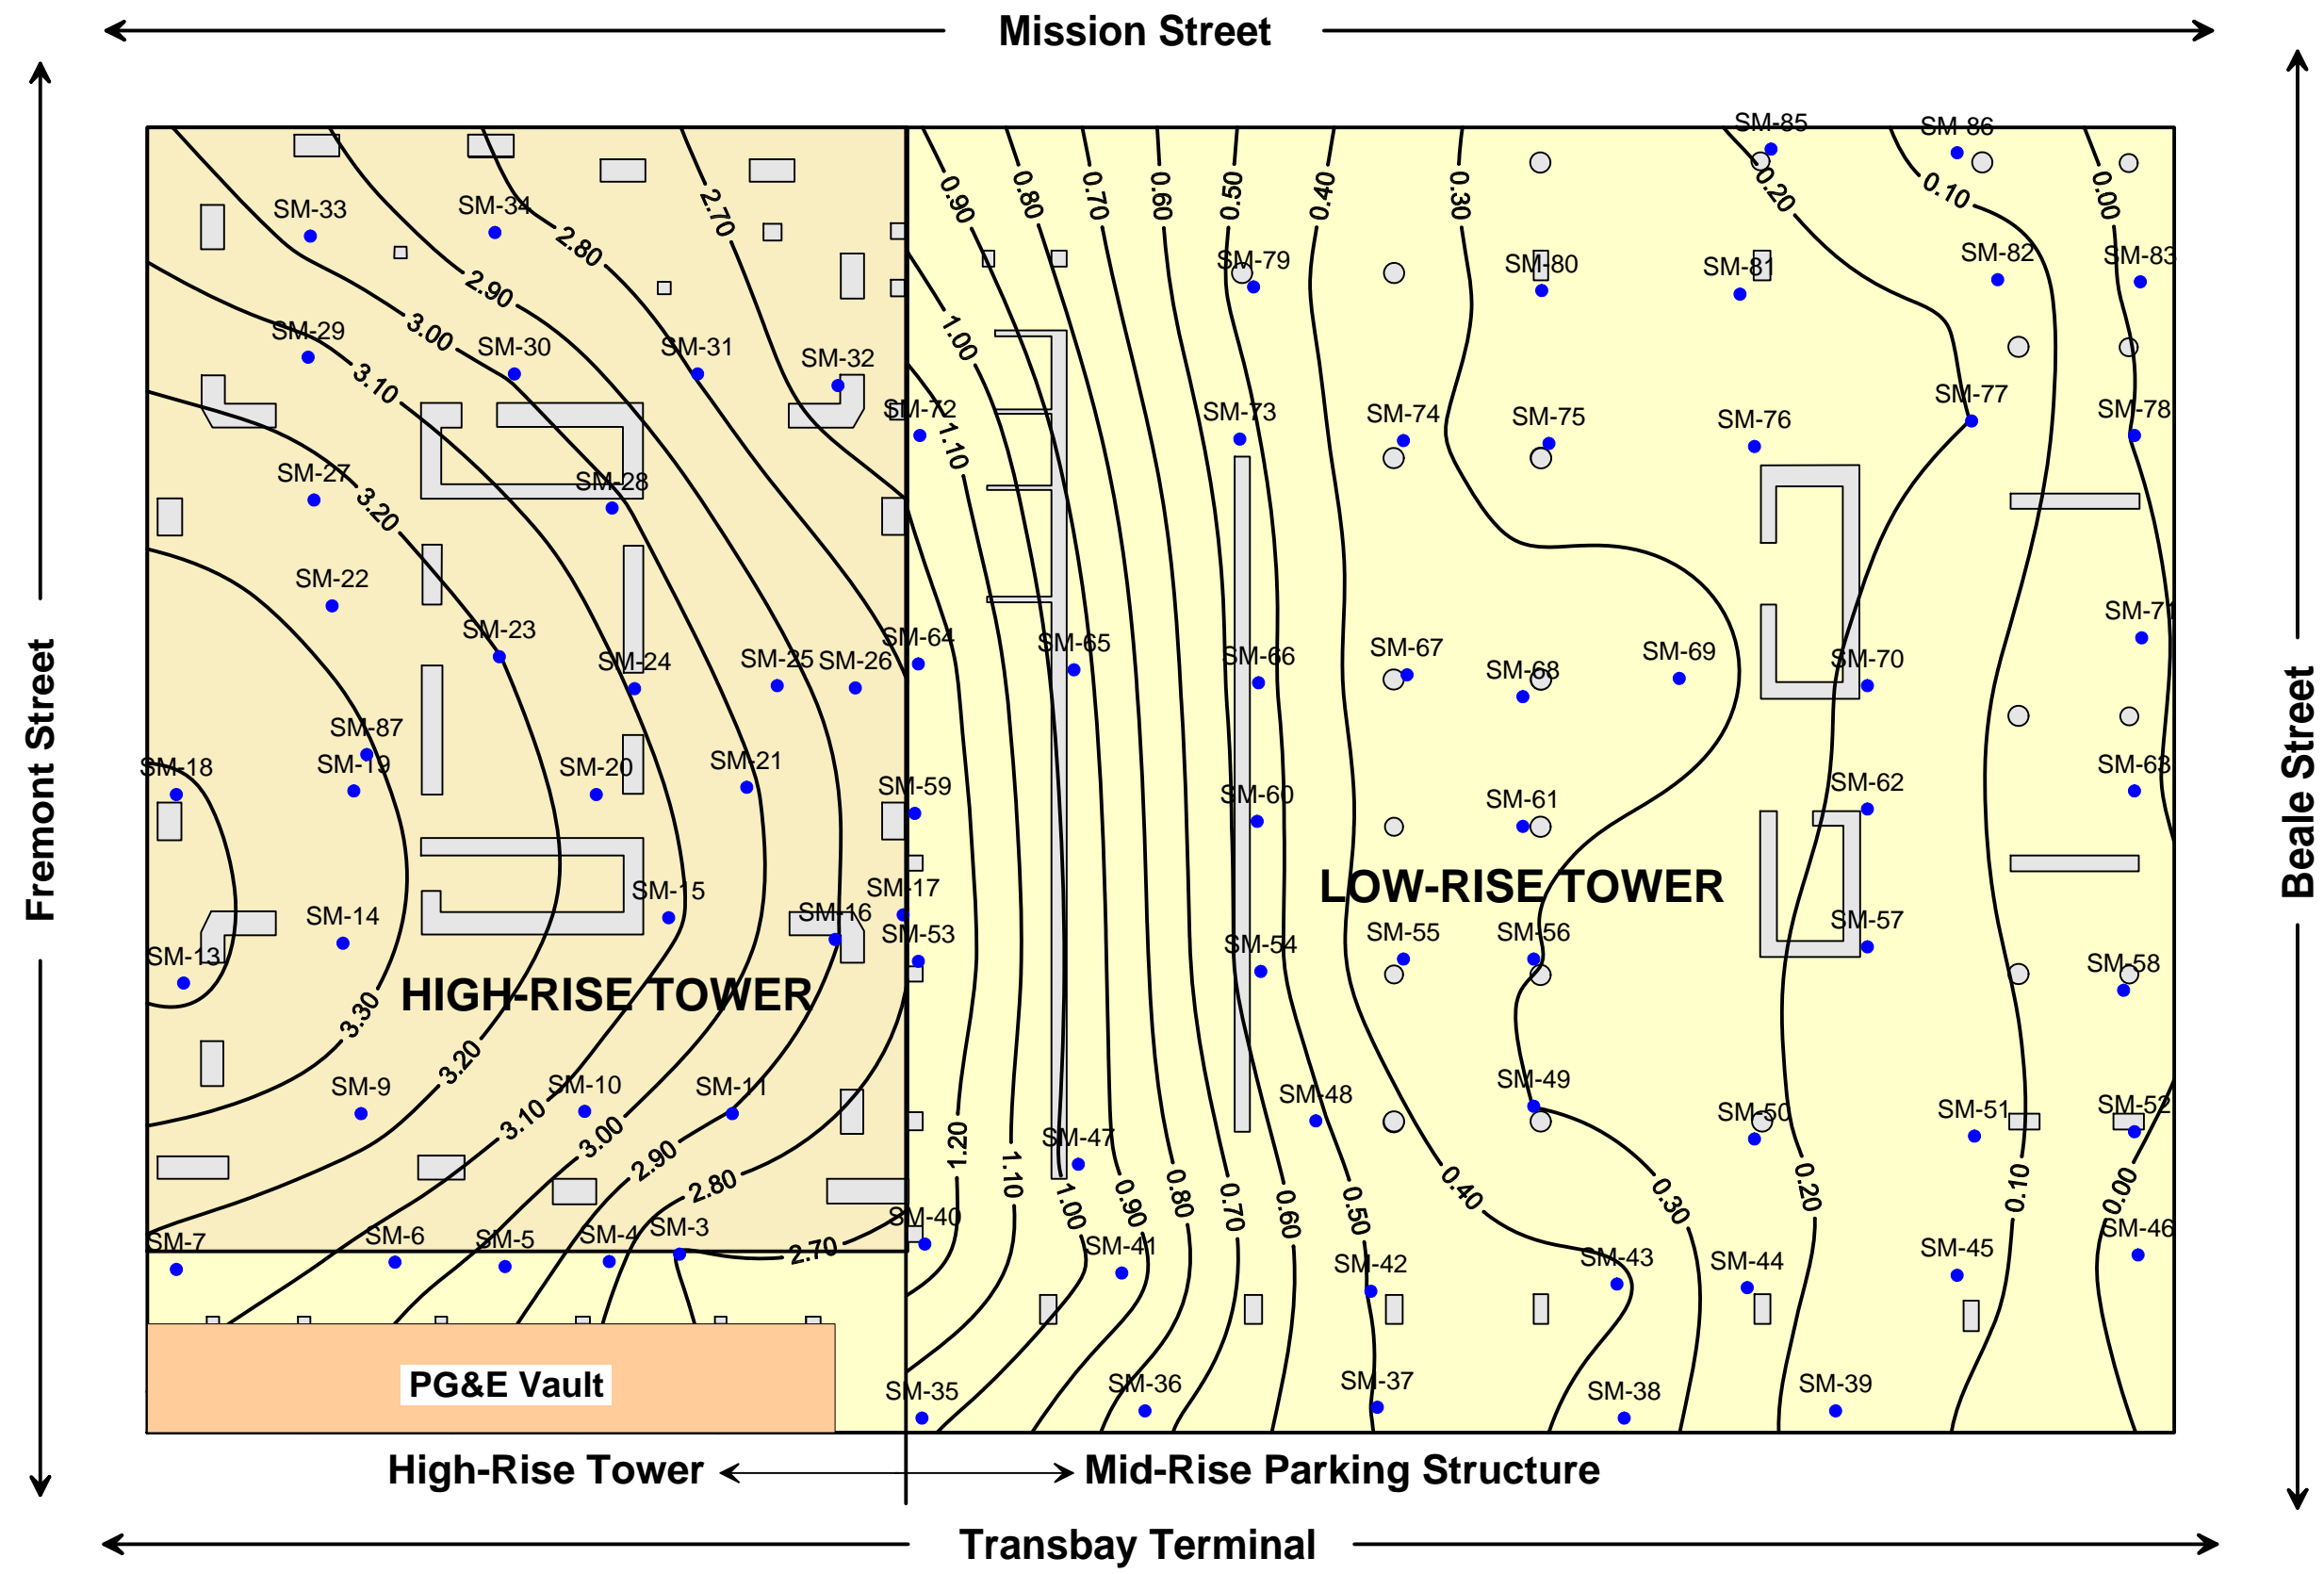 Mission Street
SM-85
SM-86
SM-33
SM-34
2.70
0.90
0.80
0.70
0.60
0.50
0.40
0.30
0.20
0.10
0.00
2.80
2.90
SM-79
SM-80
SM-81
SM-82
SM-83
SM-29
3.00
SM-30
SM-31
SM-32
1.00
3.10
SM-72
1.10
SM-73
SM-74
SM-75
SM-76
SM-77
SM-78
SM-27
3.20
SM-28
SM-22
SM-23
SM-24
SM-25
SM-26
SM-64
SM-65
SM-66
SM-67
SM-68
SM-69
SM-70
SM-71
Fremont Street
Beale Street
SM-87
SM-18
SM-19
SM-20
SM-21
SM-59
SM-60
SM-61
SM-62
SM-63
LOW-RISE TOWER
SM-14
SM-15
SM-16
SM-17
SM-53
SM-54
SM-55
SM-56
SM-57
SM-58
SM-13
HIGH-RISE TOWER
3.30
3.20
SM-9
SM-10
SM-11
3.10
3.00
2.90
2.80
1.20
1.10
SM-47
1.00
0.90
0.80
0.70
0.60
SM-48
0.50
0.40
SM-49
0.30
SM-50
0.20
SM-51
0.10
SM-52
0.00
SM-7
SM-6
SM-5
SM-4
SM-3
2.70
SM-40
SM-41
SM-42
SM-43
SM-44
SM-45
SM-46
PG&E Vault
SM-35
SM-36
SM-37
SM-38
SM-39
High-Rise Tower
Mid-Rise Parking Structure
Transbay Terminal